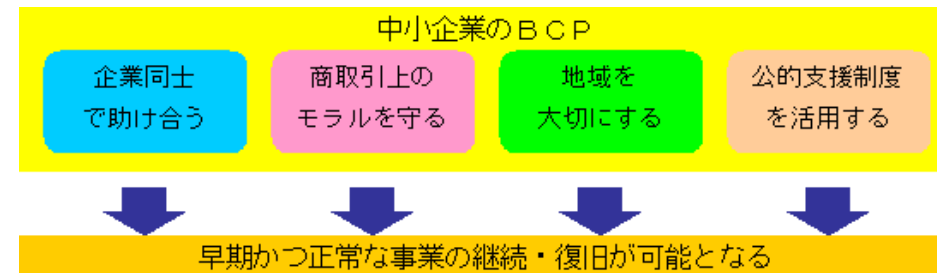 中小企業のＢＣＰ
企業同士
で助け合う
商取引上の
モラルを守る
地域を
大切にする
公的支援制度
を活用する
早期かつ正常な事業の継続・復旧が可能となる